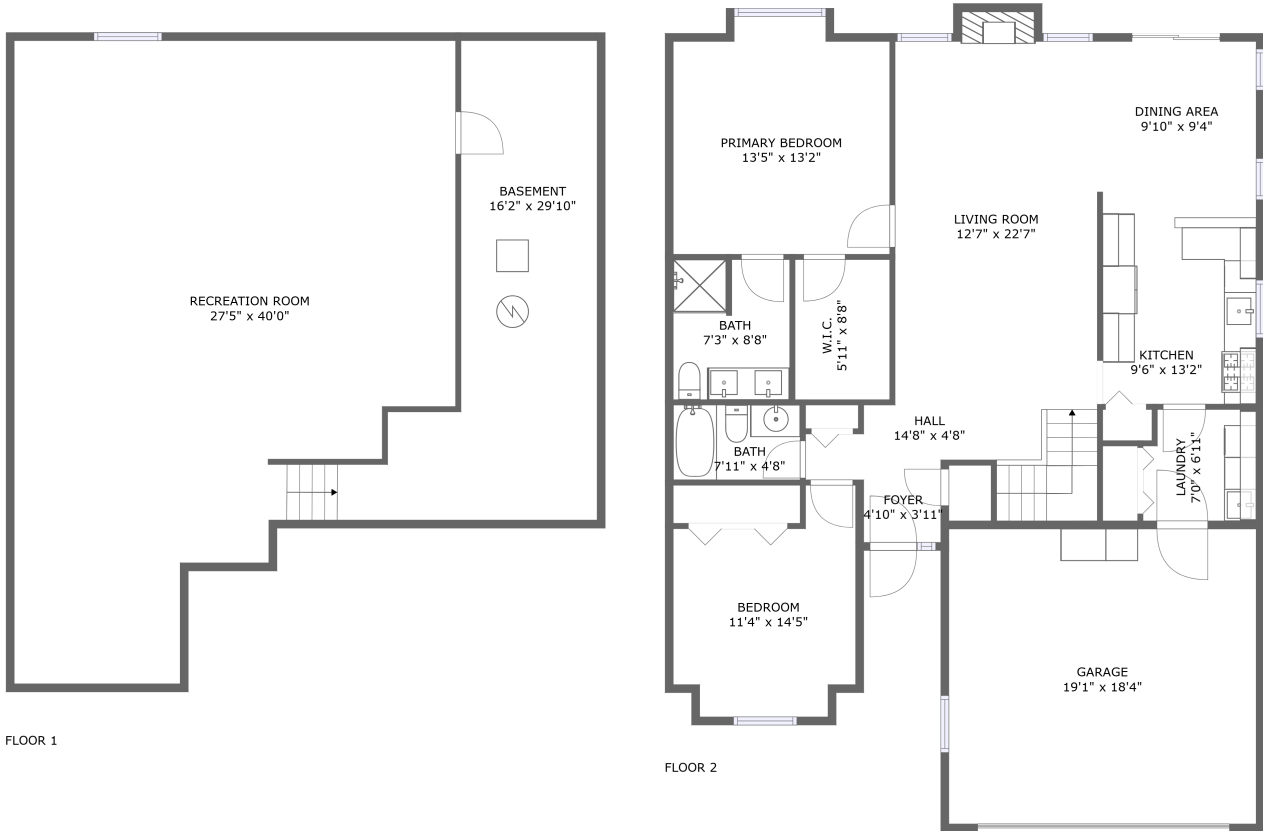 RECREATION ROOM
27'5" x 40'0"
BASEMENT
16'2" x 29'10"
FLOOR 1
PRIMARY BEDROOM
13'5" x 13'2"
DINING AREA
9'10" x 9'4"
LIVING ROOM
12'7" x 22'7"
BATH
7'3" x 8'8"
W.I.C.
5'11" x 8'8"
KITCHEN
9'6" x 13'2"
HALL
14'8" x 4'8"
BATH
7'11" x 4'8"
LAUNDRY
7'0" x 6'11"
FOYER
4'10" x 3'11"
BEDROOM
11'4" x 14'5"
GARAGE
19'1" x 18'4"
FLOOR 2